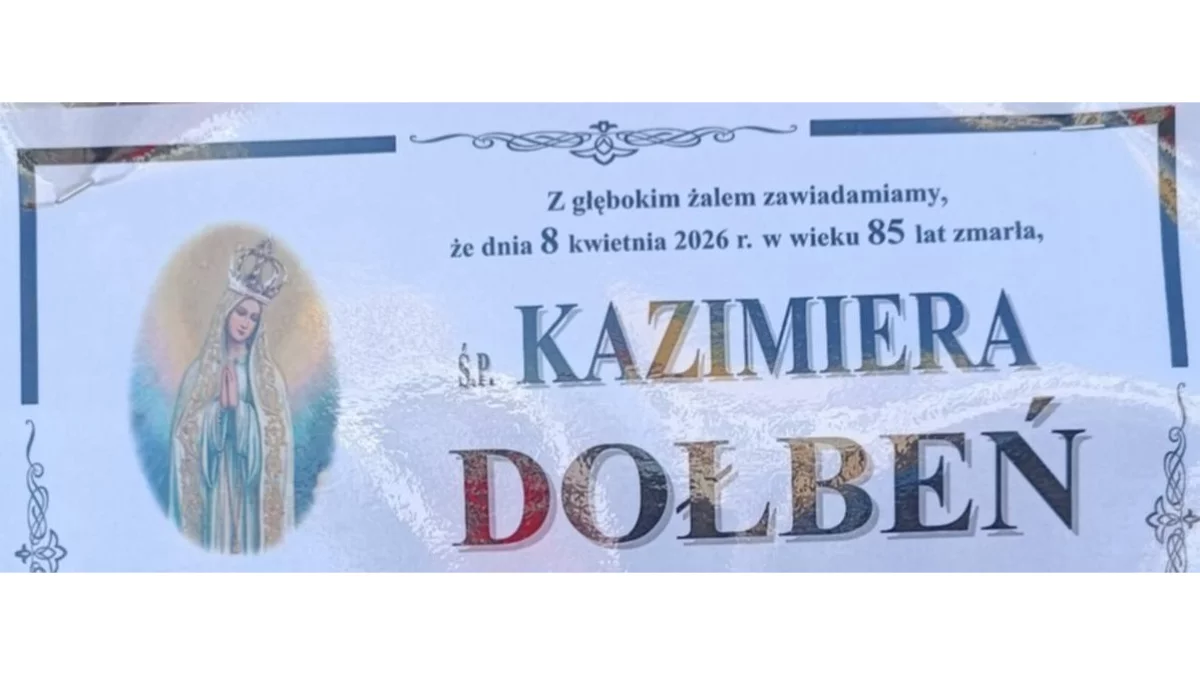 Z głębokim żalem zawiadamiamy,
że dnia 8 kwietnia 2026 r. w wieku 85 lat zmarła,
Ś.P. KAZIMIERA
DOŁBEŃ